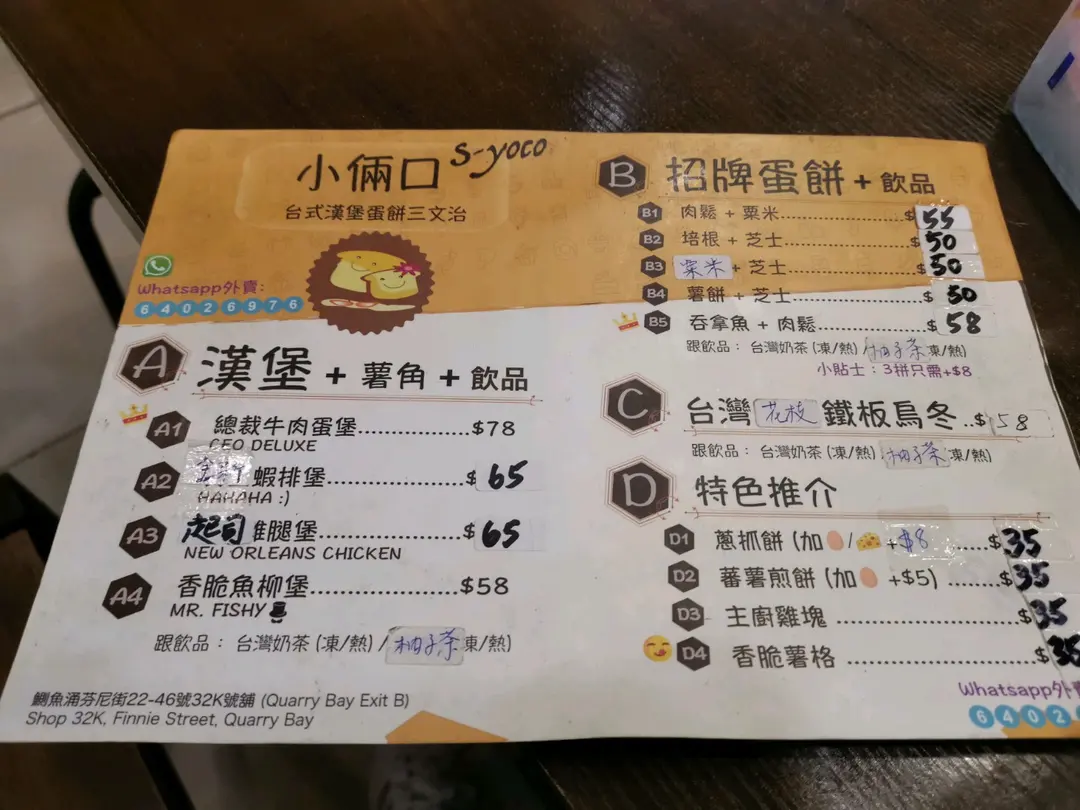 小倆口 S-yoco
台式漢堡蛋餅三文治
Whatsapp外賣:
64026976
A 漢堡 + 薯角 + 飲品
A1 總裁牛肉蛋堡..................$78
CEO DELUXE
A2 蝦排堡.......................$65
HAHAHA :)
A3 起司 腿堡.......................$65
NEW ORLEANS CHICKEN
A4 香脆魚柳堡.......................$58
MR. FISHY
跟飲品：台灣奶茶 (凍/熱) / 柚子茶 凍/熱)
鰂魚涌芬尼街22-46號32K號舖 (Quarry Bay Exit B)
Shop 32K, Finnie Street, Quarry Bay
B 招牌蛋餅 + 飲品
B1 肉鬆 + 粟米.......................$55
B2 培根 + 芝士.......................$50
B3 粟米 + 芝士.......................$50
B4 薯餅 + 芝士.......................$50
B5 吞拿魚 + 肉鬆.......................$58
跟飲品：台灣奶茶 (凍/熱) / 柚子茶 凍/熱)
小貼士：3拼只需+$8
C 台灣 花枝 鐵板烏冬..$58
跟飲品：台灣奶茶 (凍/熱) 柚子茶 凍/熱)
D 特色推介
D1 蔥抓餅 (加 / +$8 ......$35
D2 蕃薯煎餅 (加 +$5) ........$35
D3 主廚雞塊 .......................$35
D4 香脆薯格 .......................$35
Whatsapp外
6402